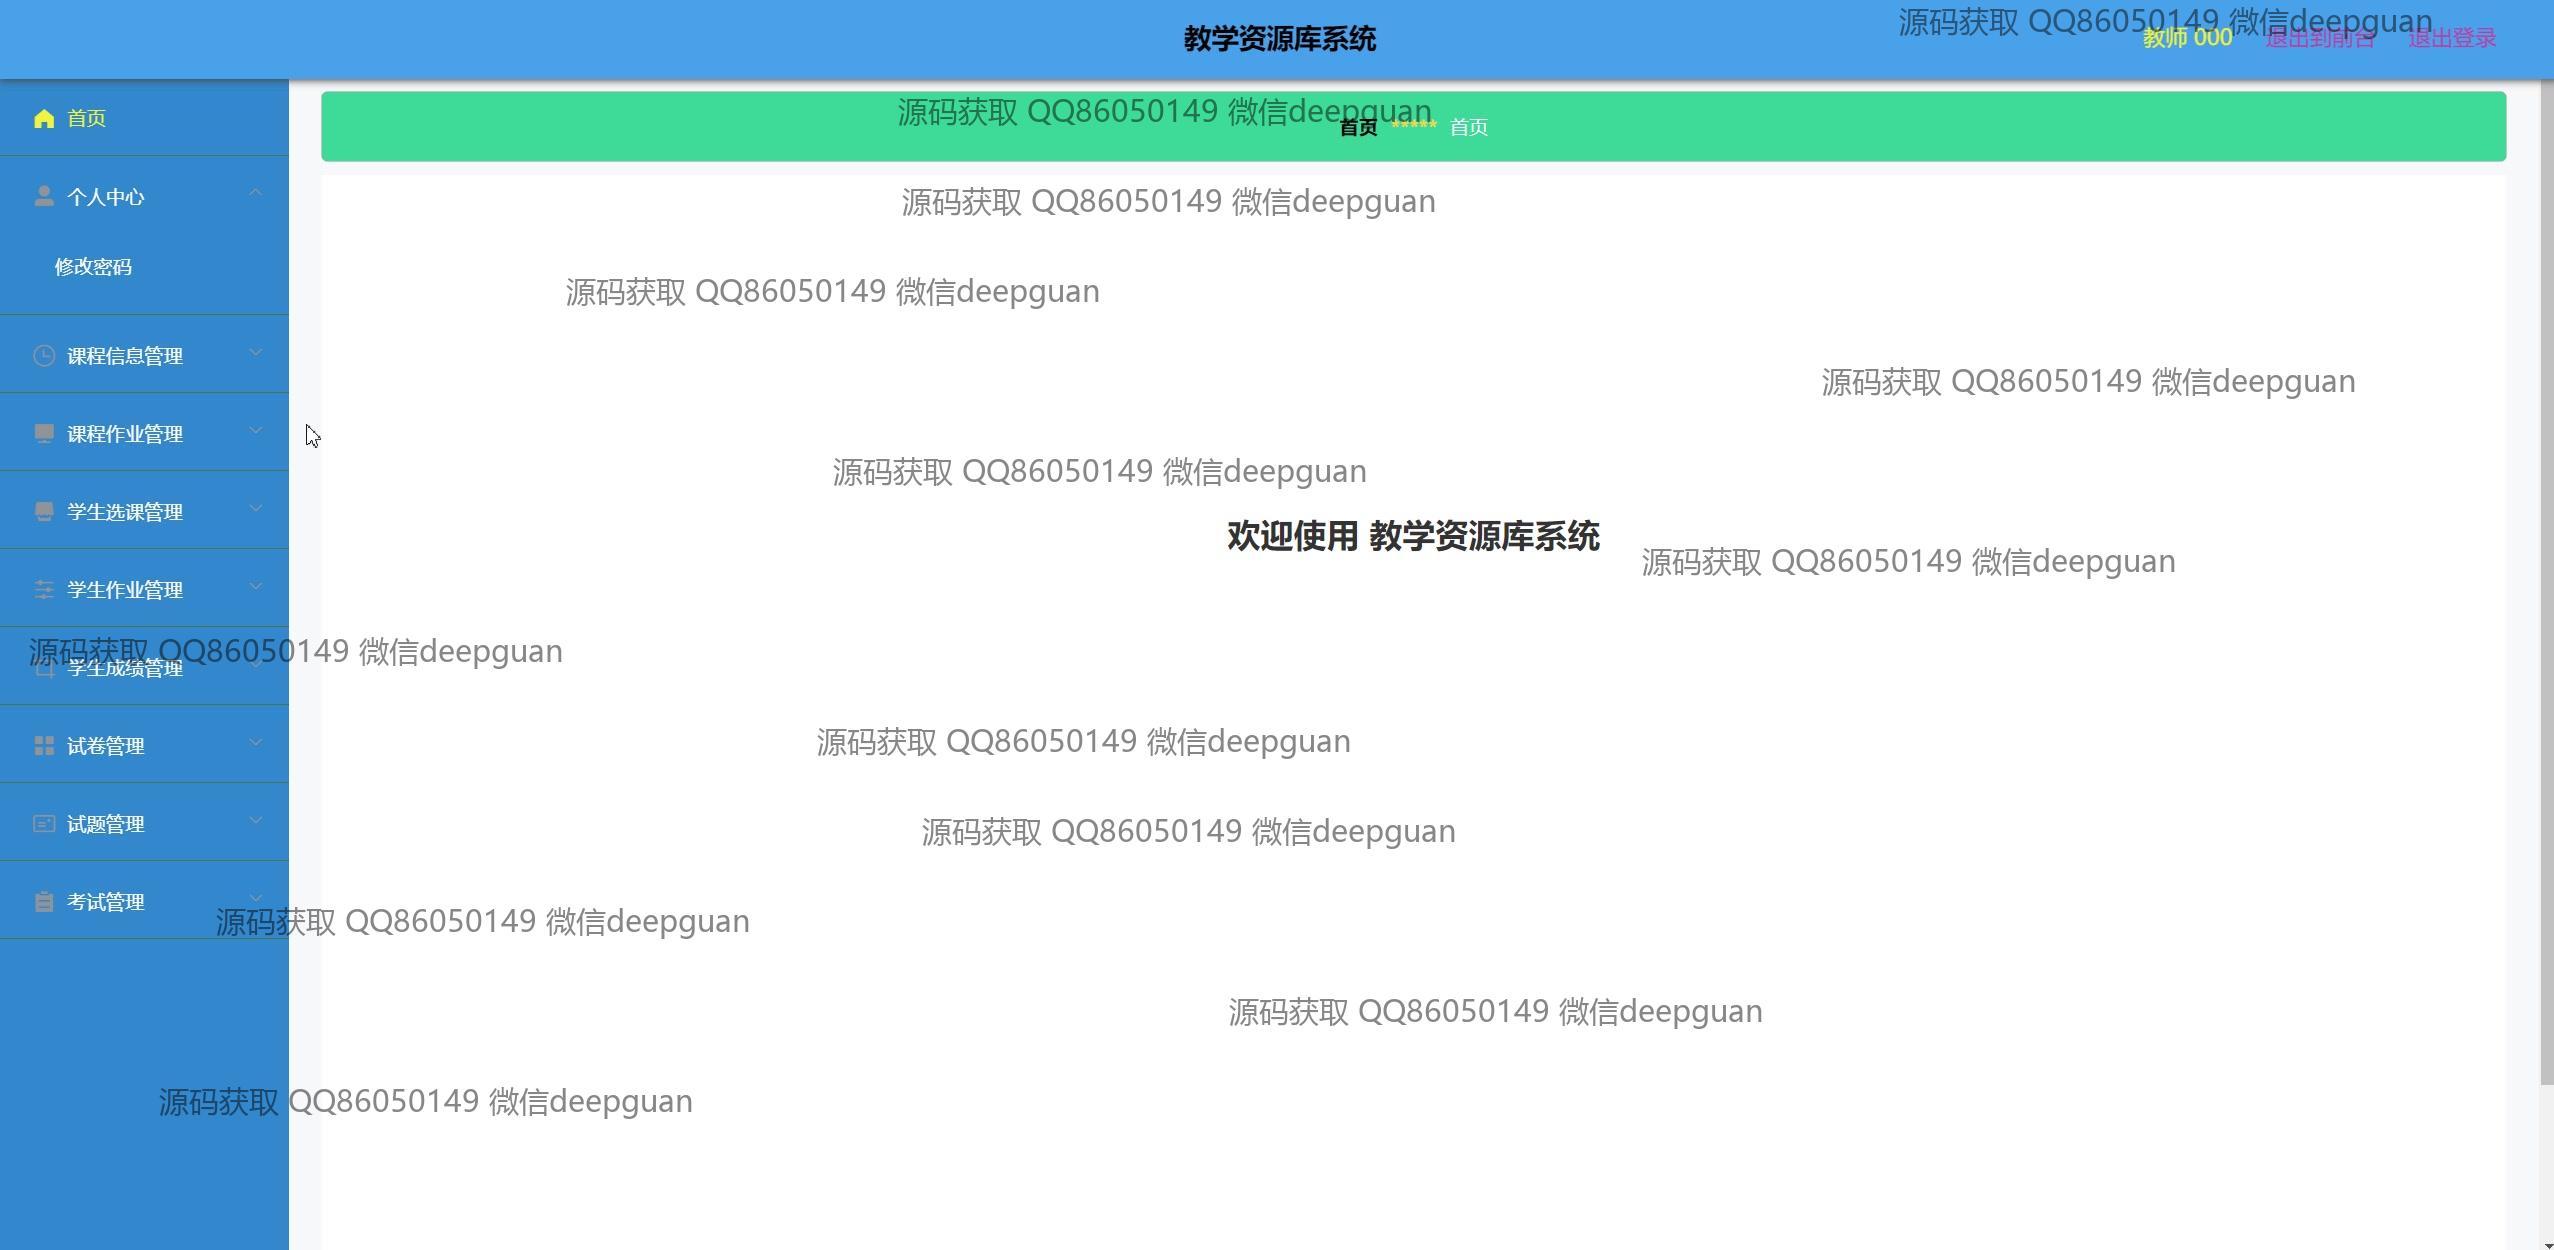 教学资源库系统
源码获取 QQ86050149 微信deepguan
教师 000 退出到前台 退出登录
首页
源码获取 QQ86050149 微信deepguan
首页 ***** 首页
个人中心
源码获取 QQ86050149 微信deepguan
修改密码
源码获取 QQ86050149 微信deepguan
课程信息管理
源码获取 QQ86050149 微信deepguan
课程作业管理
源码获取 QQ86050149 微信deepguan
学生选课管理
欢迎使用 教学资源库系统
源码获取 QQ86050149 微信deepguan
学生作业管理
源码获取 QQ86050149 微信deepguan
学生成绩管理
源码获取 QQ86050149 微信deepguan
试卷管理
试题管理
源码获取 QQ86050149 微信deepguan
考试管理
源码获取 QQ86050149 微信deepguan
源码获取 QQ86050149 微信deepguan
源码获取 QQ86050149 微信deepguan